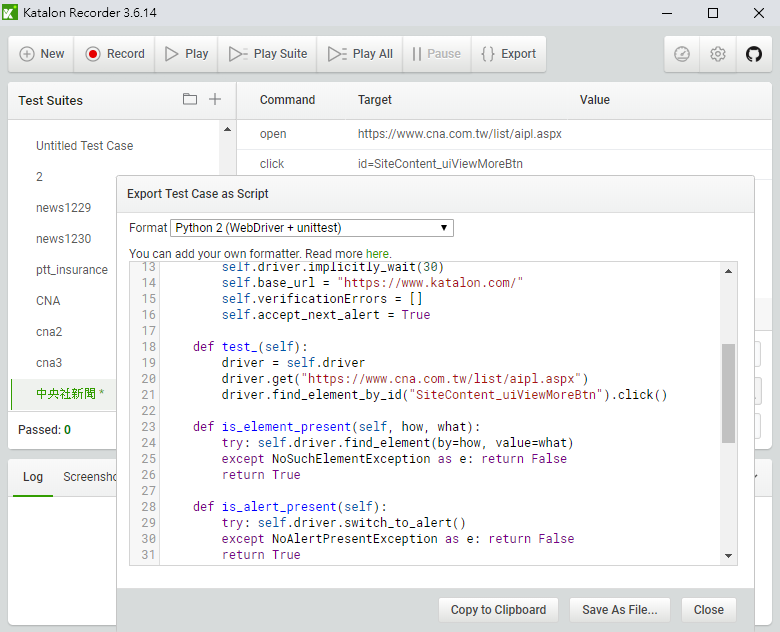 Katalon Recorder 3.6.14
New Record Play Play Suite Play All Pause Export
Test Suites
Command Target Value
Untitled Test Case
open https://www.cna.com.tw/list/aipl.aspx
2
click id=SiteContent_uiViewMoreBtn
news1229
news1230
ptt_insurance
CNA
cna2
cna3
中央社新聞 *
Passed: 0
Log Screensho
Export Test Case as Script
Format Python 2 (WebDriver + unittest)
You can add your own formatter. Read more here.
13 self.driver.implicitly_wait(30)
14 self.base_url = "https://www.katalon.com/"
15 self.verificationErrors = []
16 self.accept_next_alert = True
17
18 def test_(self):
19 driver = self.driver
20 driver.get("https://www.cna.com.tw/list/aipl.aspx")
21 driver.find_element_by_id("SiteContent_uiViewMoreBtn").click()
22
23 def is_element_present(self, how, what):
24 try: self.driver.find_element(by=how, value=what)
25 except NoSuchElementException as e: return False
26 return True
27
28 def is_alert_present(self):
29 try: self.driver.switch_to_alert()
30 except NoAlertPresentException as e: return False
31 return True
Copy to Clipboard Save As File... Close